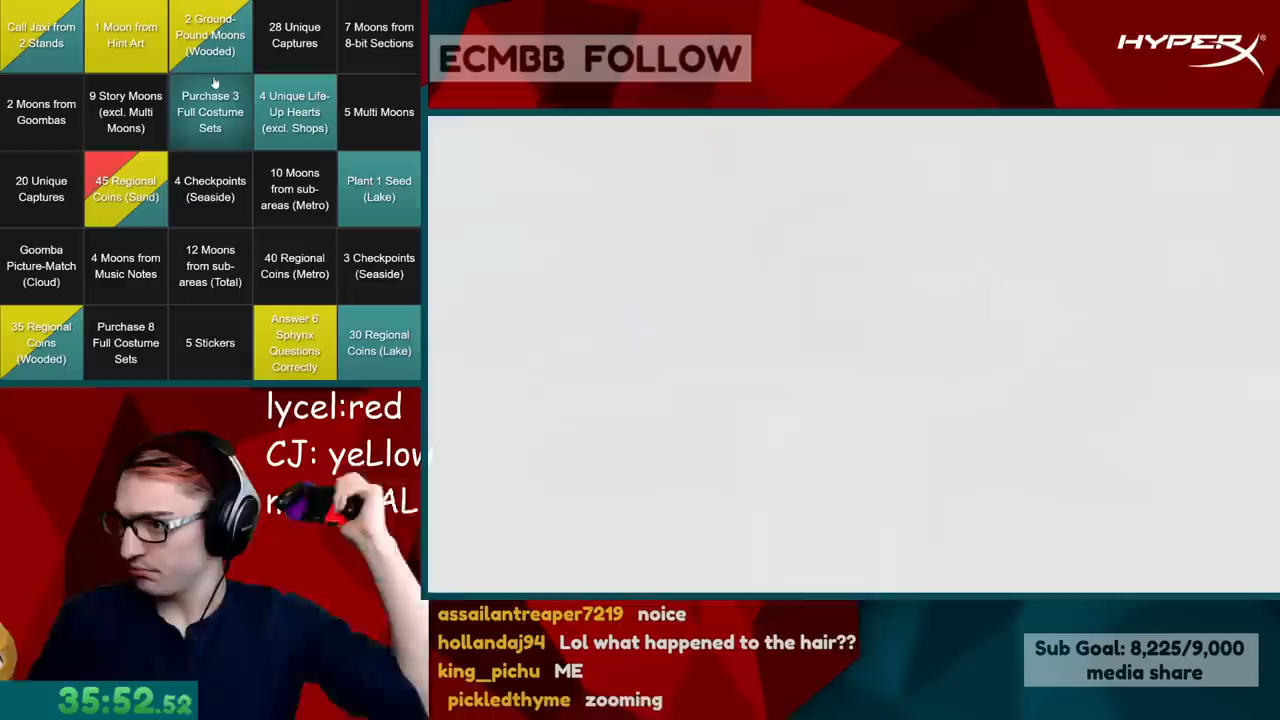 Call Jaxi from
2 Stands
1 Moon from
Hint Art
2 Ground-
Pound Moons
(Wooded)
28 Unique
Captures
7 Moons from
8-bit Sections
2 Moons from
Goombas
9 Story Moons
(excl. Multi
Moons)
Purchase 3
Full Costume
Sets
4 Unique Life-
Up Hearts
(excl. Shops)
5 Multi Moons
20 Unique
Captures
45 Regional
Coins (Sand)
4 Checkpoints
(Seaside)
10 Moons
from sub-
areas (Metro)
Plant 1 Seed
(Lake)
Goomba
Picture-Match
(Cloud)
4 Moons from
Music Notes
12 Moons
from sub-
areas (Total)
40 Regional
Coins (Metro)
3 Checkpoints
(Seaside)
35 Regional
Coins
(Wooded)
Purchase 8
Full Costume
Sets
5 Stickers
Answer 6
Sphynx
Questions
Correctly
30 Regional
Coins (Lake)
ECMBB FOLLOW
HYPERX
lycel:red
CJ: yeLlow
35:52.52
assailantreaper7219 noice
hollandaj94 Lol what happened to the hair??
king_pichu ME
pickledthyme zooming
Sub Goal: 8,225/9,000
media share